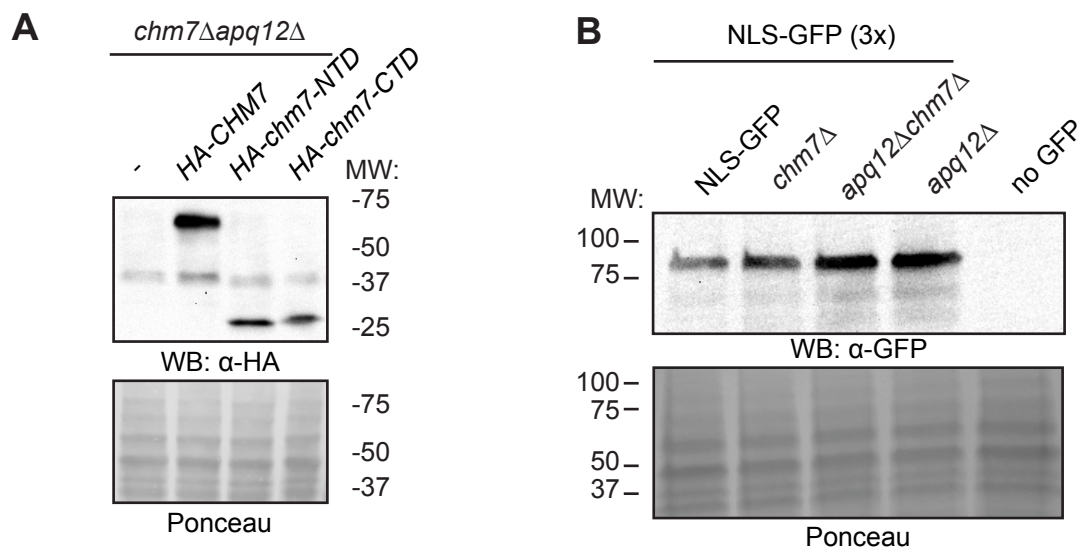 A
chm7Δapq12Δ
-
HA-CHM7
HA-chm7-NTD
HA-chm7-CTD
MW:
-75
-50
-37
-25
WB: α-HA
-75
-50
-37
Ponceau
B
NLS-GFP (3x)
NLS-GFP
chm7Δ
apq12Δchm7Δ
apq12Δ
no GFP
MW:
100 –
75 –
WB: α-GFP
100 –
75 –
50 –
37 –
Ponceau